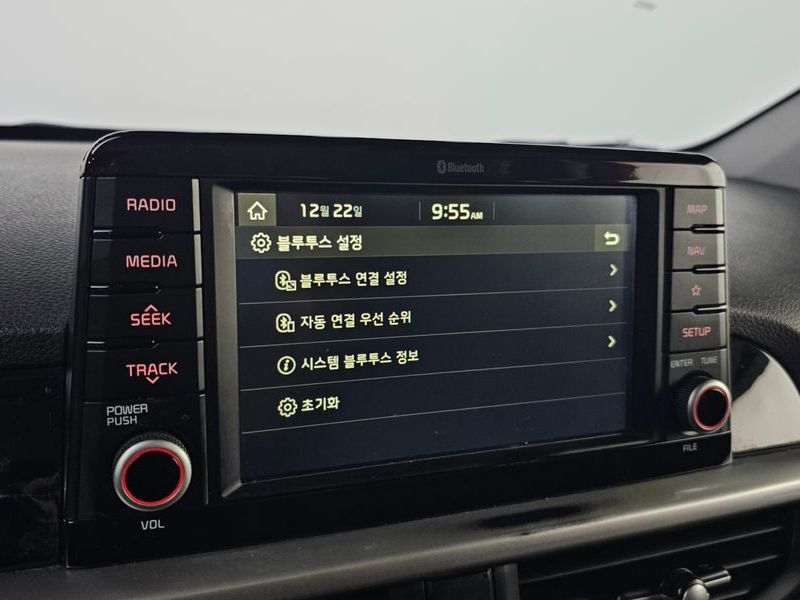 Bluetooth
RADIO
MEDIA
SEEK
TRACK
POWER
PUSH
VOL
12월 22일 9:55AM
블루투스 설정
블루투스 연결 설정
자동 연결 우선 순위
시스템 블루투스 정보
초기화
MAP
NAV
SETUP
ENTER TUNE
FILE